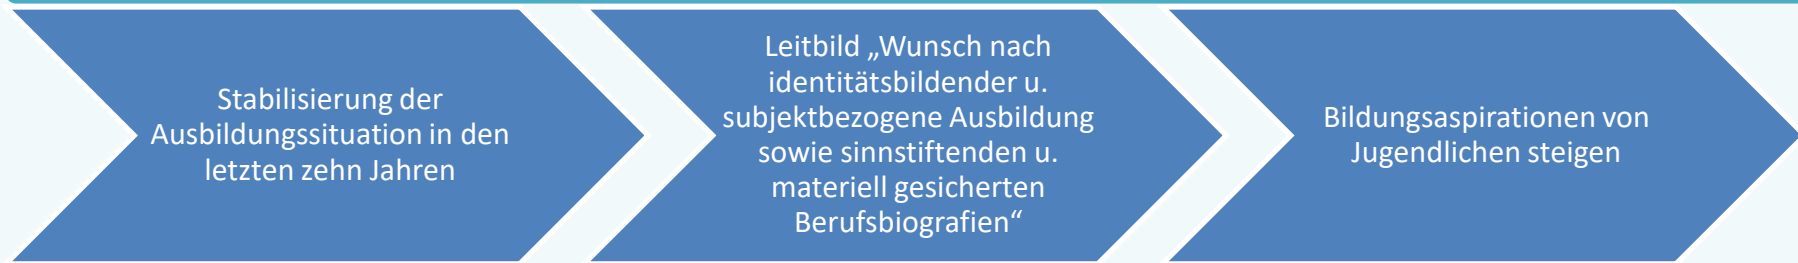 Stabilisierung der
Ausbildungssituation in den
letzten zehn Jahren
Leitbild „Wunsch nach
identitätsbildender u.
subjektbezogene Ausbildung
sowie sinnstiftenden u.
materiell gesicherten
Berufsbiografien“
Bildungsaspirationen von
Jugendlichen steigen